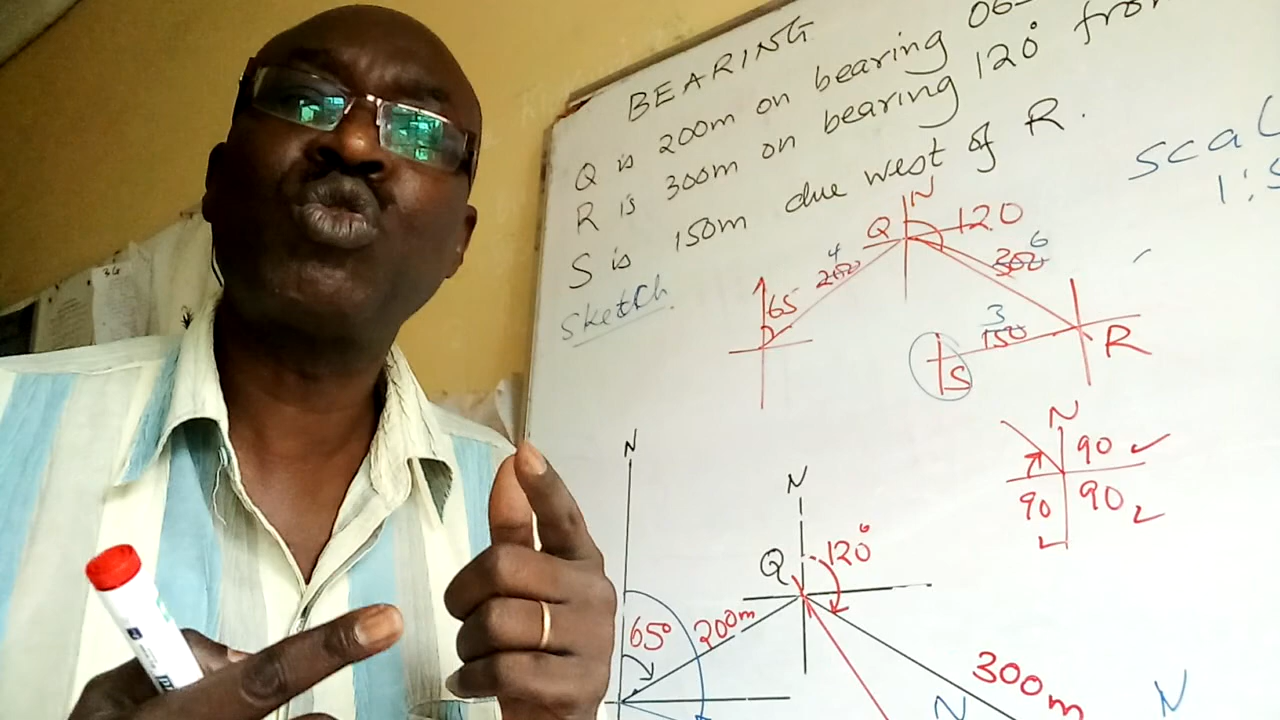 BEARING
Q is 200m on bearing
R is 300m on bearing 120° from
S is 150m due west of R.
Sketch
N
Q 120
4
200
6
300
65
3
150
R
S
N
90
90 90
N
N
Q 120°
65° 200m
300m
N
N